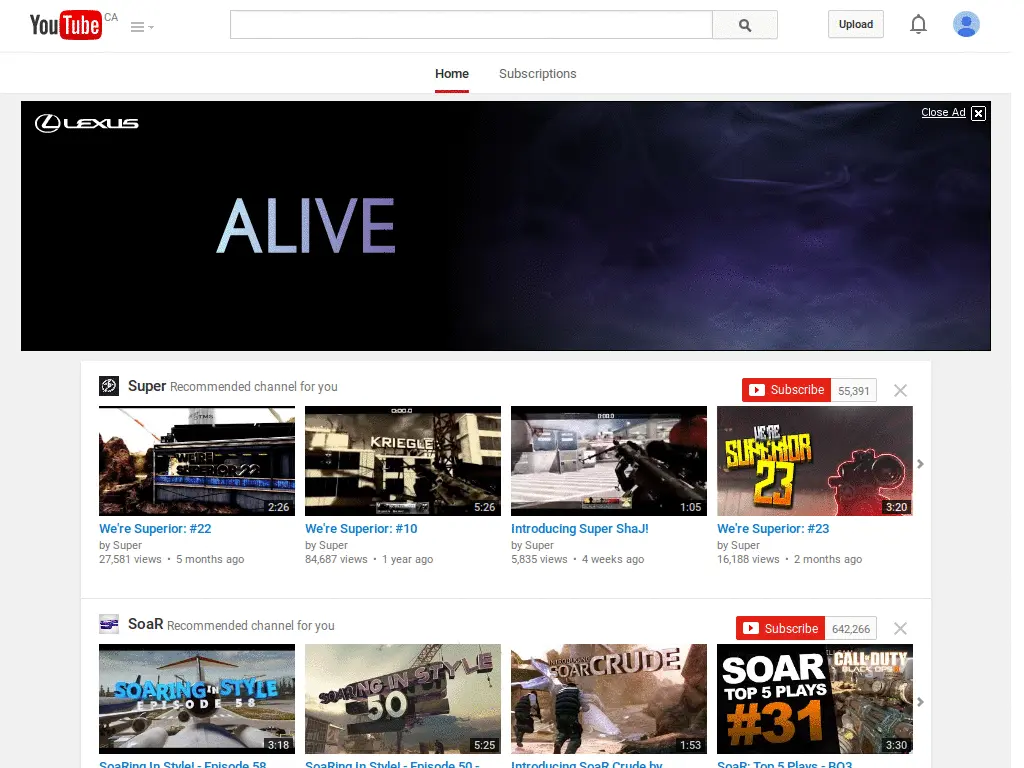 YouTube CA
Upload
Home Subscriptions
LEXUS
Close Ad X
ALIVE
Super Recommended channel for you
Subscribe 55,391
2:26
KRIEGLE
5:26
1:05
WE'RE
SUPERIOR
23
3:20
We're Superior: #22
We're Superior: #10
Introducing Super ShaJ!
We're Superior: #23
by Super
by Super
by Super
by Super
27,581 views • 5 months ago
84,687 views • 1 year ago
5,835 views • 4 weeks ago
16,188 views • 2 months ago
SoaR Recommended channel for you
Subscribe 642,266
SOARING IN STYLE
EPISODE 58
3:18
SOARING IN STYLE
50
5:25
INTRODUCING
SOAR CRUDE
1:53
SOAR
TOP 5 PLAYS
#31
CALL OF DUTY
BLACK OPS
3:30
SoaRing In Style! - Episode 58
SoaRing In Style! - Episode 50 -
Introducing SoaR Crude by
SoaR: Top 5 Plays - BO3